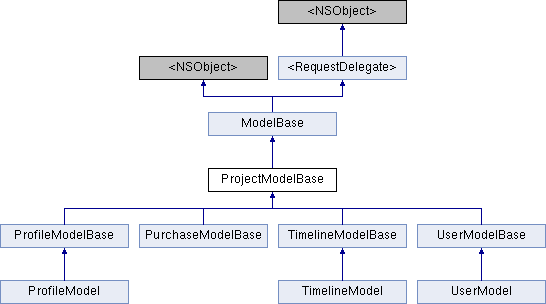 <NSObject>
<NSObject> <RequestDelegate>
ModelBase
ProjectModelBase
ProfileModelBase PurchaseModelBase TimelineModelBase UserModelBase
ProfileModel TimelineModel UserModel